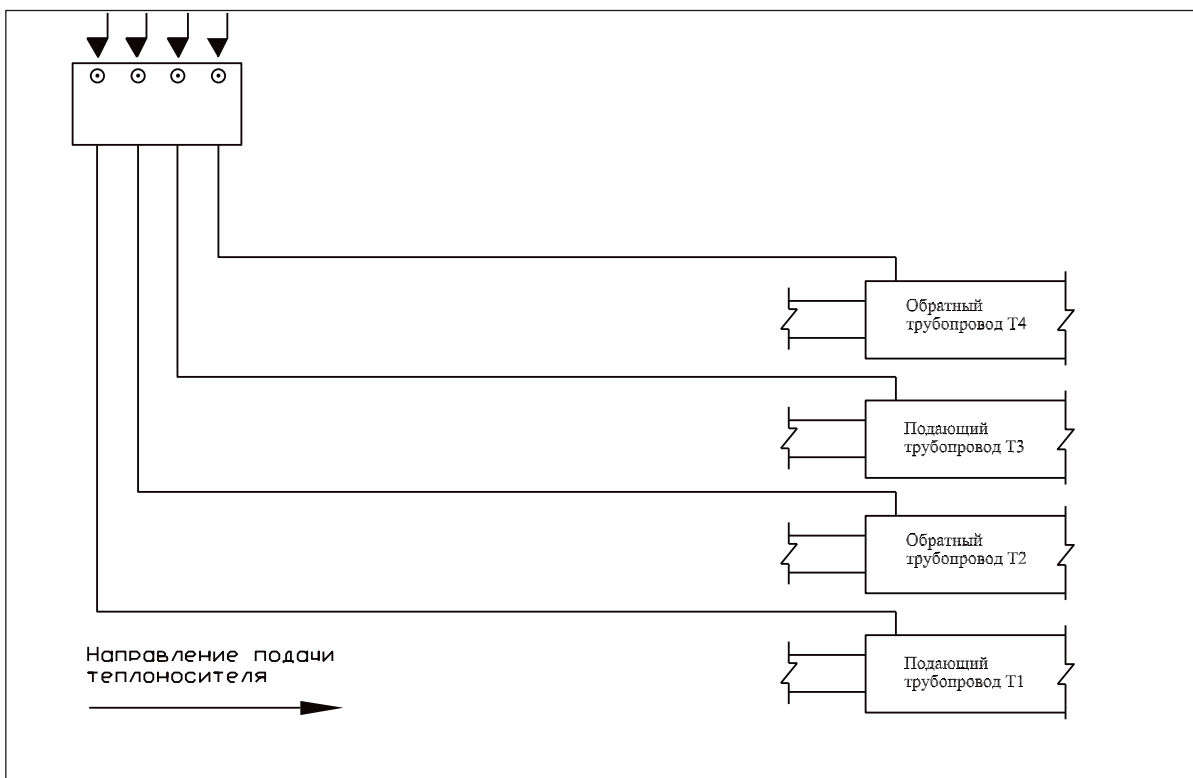 Обратный
трубопровод Т4
Подающий
трубопровод Т3
Обратный
трубопровод Т2
Подающий
трубопровод Т1
Направление подачи
теплоносителя